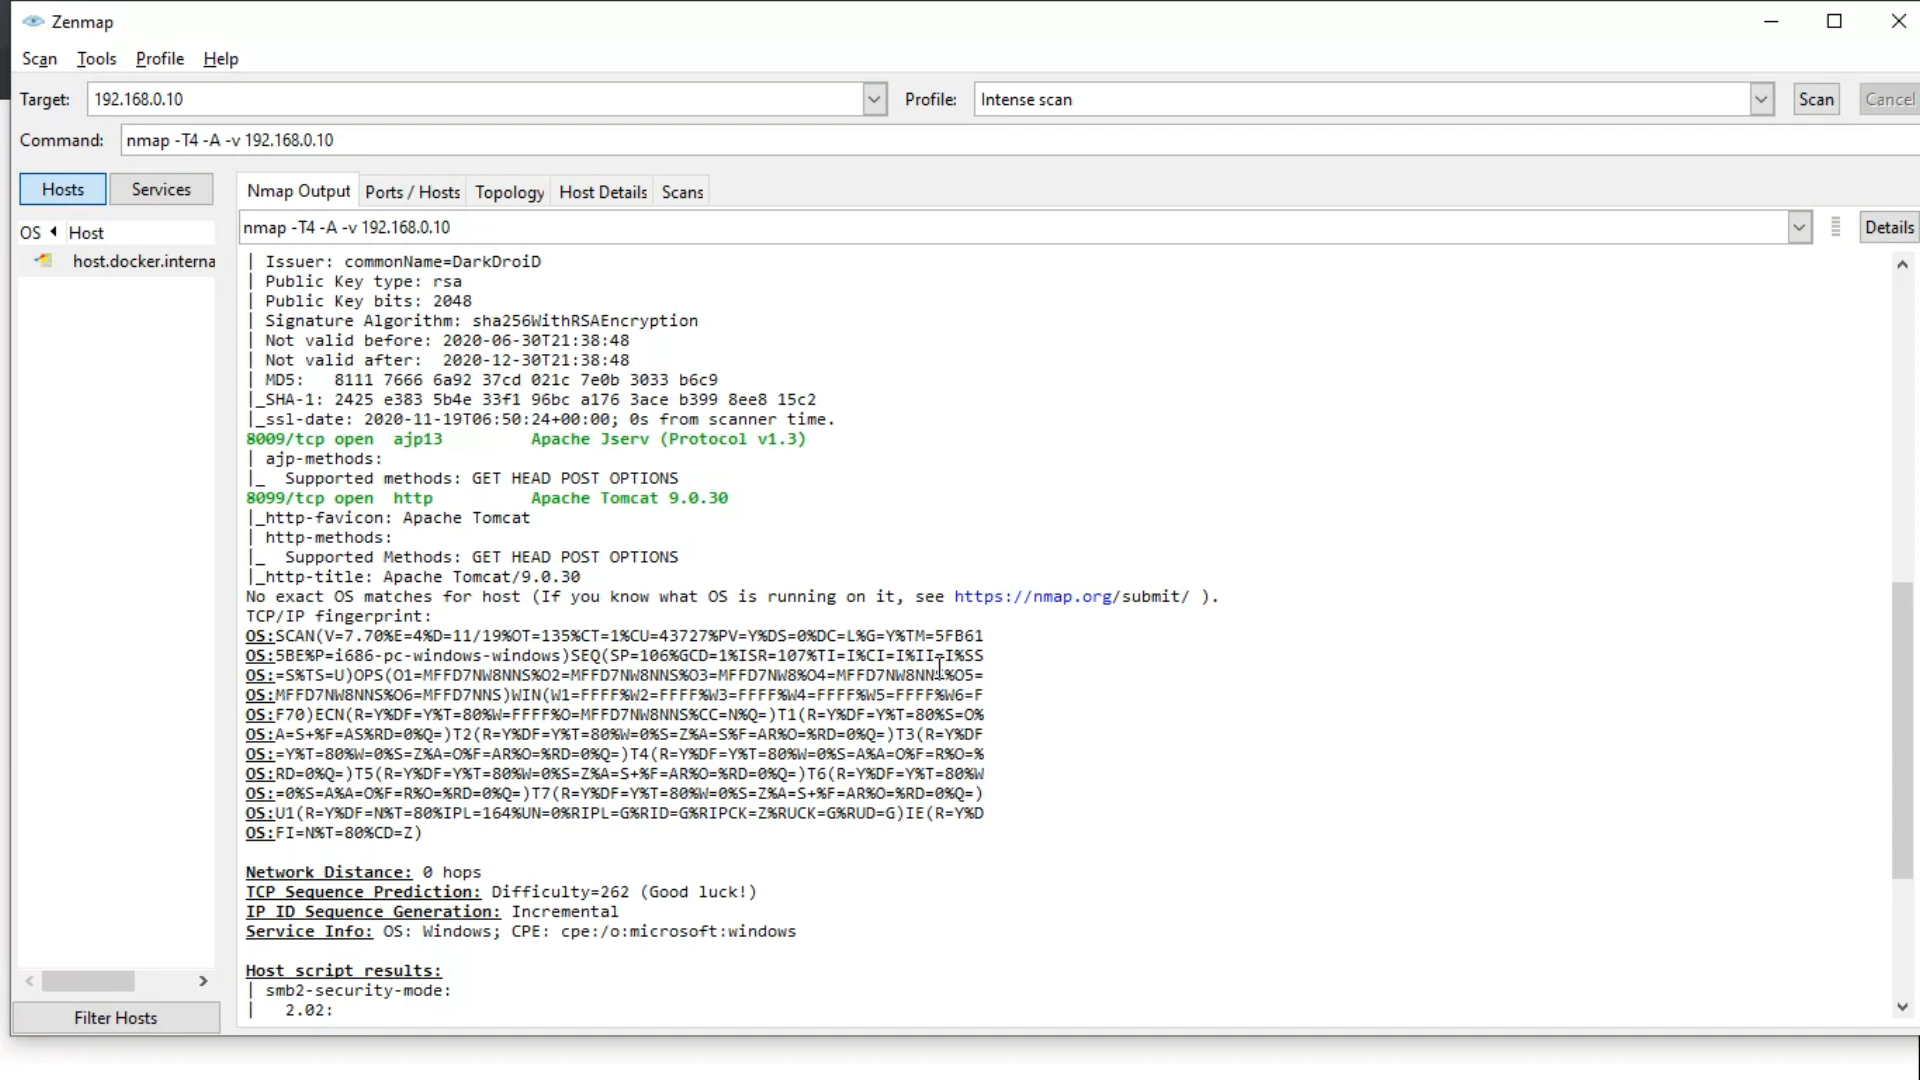 Zenmap
Scan Tools Profile Help
Target: 192.168.0.10 Profile: Intense scan Scan Cancel
Command: nmap -T4 -A -v 192.168.0.10
Hosts Services Nmap Output Ports / Hosts Topology Host Details Scans
OS Host nmap -T4 -A -v 192.168.0.10 Details
host.docker.interna
| Issuer: commonName=DarkDroiD
| Public Key type: rsa
| Public Key bits: 2048
| Signature Algorithm: sha256WithRSAEncryption
| Not valid before: 2020-06-30T21:38:48
| Not valid after:  2020-12-30T21:38:48
| MD5:   8111 7666 6a92 37cd 021c 7e0b 3033 b6c9
|_SHA-1: 2425 e383 5b4e 33f1 96bc a176 3ace b399 8ee8 15c2
|_ssl-date: 2020-11-19T06:50:24+00:00; 0s from scanner time.
8009/tcp open  ajp13         Apache Jserv (Protocol v1.3)
| ajp-methods:
|_  Supported methods: GET HEAD POST OPTIONS
8099/tcp open  http          Apache Tomcat 9.0.30
|_http-favicon: Apache Tomcat
| http-methods:
|_  Supported Methods: GET HEAD POST OPTIONS
|_http-title: Apache Tomcat/9.0.30
No exact OS matches for host (If you know what OS is running on it, see https://nmap.org/submit/ ).
TCP/IP fingerprint:
OS:SCAN(V=7.70%E=4%D=11/19%OT=135%CT=1%CU=43727%PV=Y%DS=0%DC=L%G=Y%TM=5FB61
OS:5BE%P=i686-pc-windows-windows)SEQ(SP=106%GCD=1%ISR=107%TI=I%CI=I%II=I%SS
OS:=S%TS=U)OPS(O1=MFFD7NW8NNS%O2=MFFD7NW8NNS%O3=MFFD7NW8%O4=MFFD7NW8NNS%O5=
OS:MFFD7NW8NNS%O6=MFFD7NNS)WIN(W1=FFFF%W2=FFFF%W3=FFFF%W4=FFFF%W5=FFFF%W6=F
OS:F70)ECN(R=Y%DF=Y%T=80%W=FFFF%O=MFFD7NW8NNS%CC=N%Q=)T1(R=Y%DF=Y%T=80%S=O%
OS:A=S+%F=AS%RD=0%Q=)T2(R=Y%DF=Y%T=80%W=0%S=Z%A=S%F=AR%O=%RD=0%Q=)T3(R=Y%DF
OS:=Y%T=80%W=0%S=Z%A=O%F=AR%O=%RD=0%Q=)T4(R=Y%DF=Y%T=80%W=0%S=A%A=O%F=R%O=%
OS:RD=0%Q=)T5(R=Y%DF=Y%T=80%W=0%S=Z%A=S+%F=AR%O=%RD=0%Q=)T6(R=Y%DF=Y%T=80%W
OS:=0%S=A%A=O%F=R%O=%RD=0%Q=)T7(R=Y%DF=Y%T=80%W=0%S=Z%A=S+%F=AR%O=%RD=0%Q=)
OS:U1(R=Y%DF=N%T=80%IPL=164%UN=0%RIPL=G%RID=G%RIPCK=Z%RUCK=G%RUD=G)IE(R=Y%D
OS:FI=N%T=80%CD=Z)
Network Distance: 0 hops
TCP Sequence Prediction: Difficulty=262 (Good luck!)
IP ID Sequence Generation: Incremental
Service Info: OS: Windows; CPE: cpe:/o:microsoft:windows
Host script results:
| smb2-security-mode:
|   2.02:
Filter Hosts